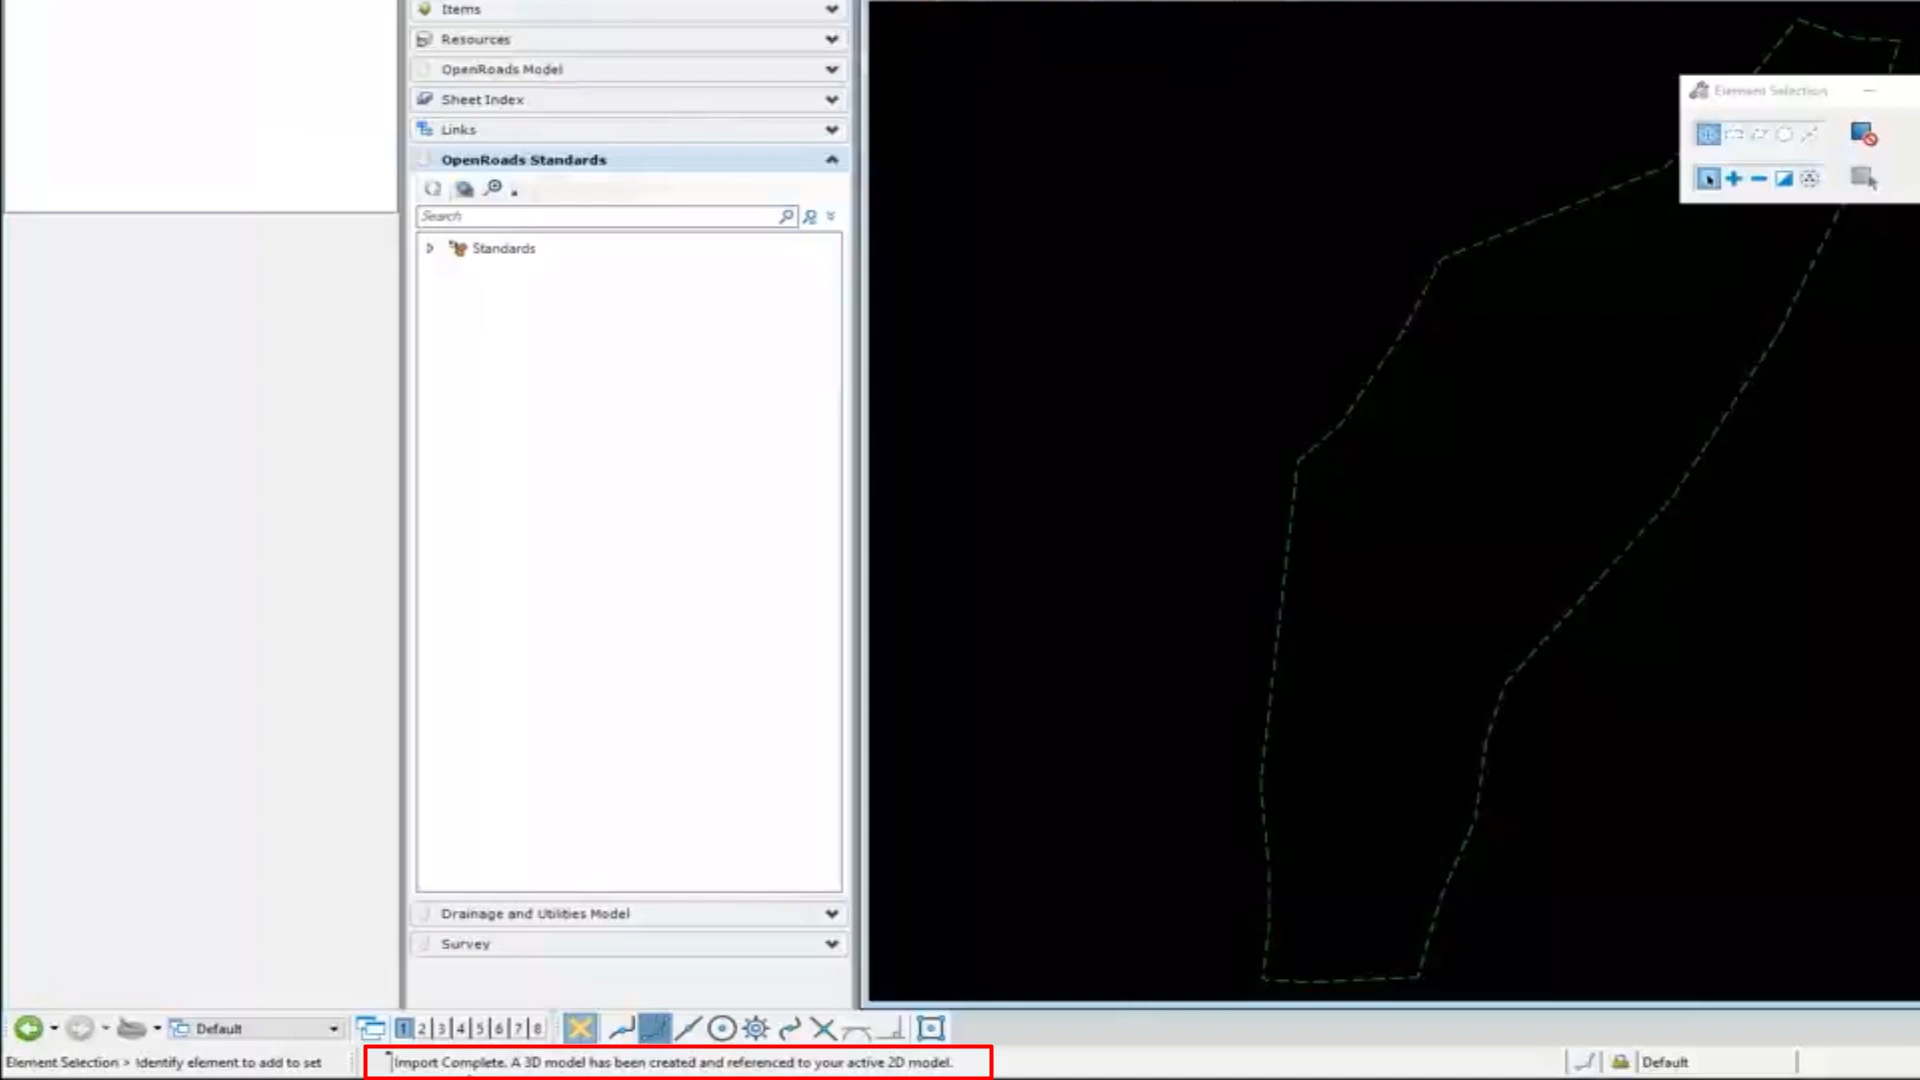 Items
Resources
OpenRoads Model
Sheet Index
Links
OpenRoads Standards
Search
Standards
Drainage and Utilities Model
Survey
Element Selection
Default
1 2 3 4 5 6 7 8
Element Selection > Identify element to add to set
Import Complete. A 3D model has been created and referenced to your active 2D model.
Default